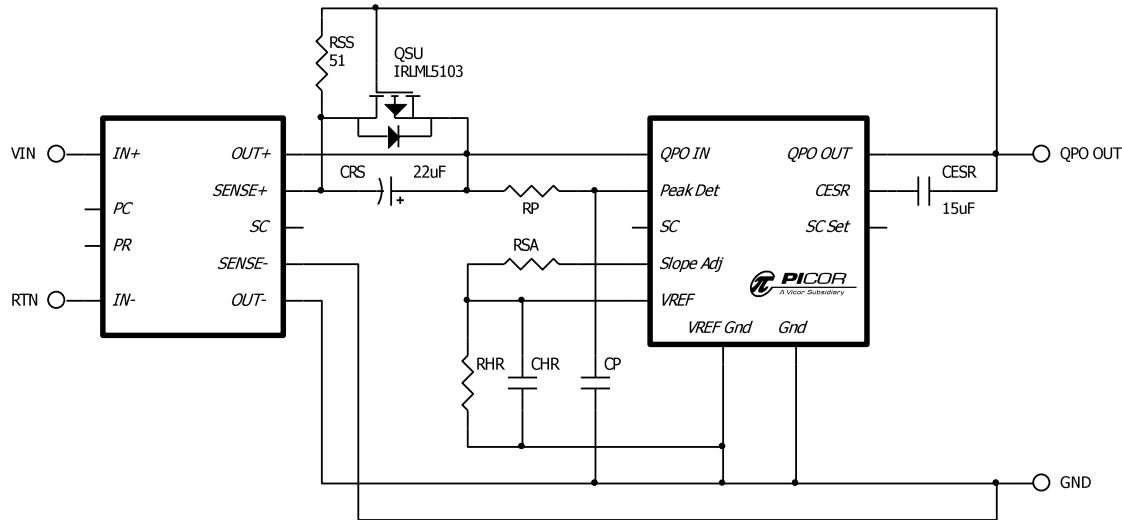 RSS
51
QSU
IRLML5103
VIN
IN+
OUT+
CRS
22uF
QPO IN
QPO OUT
QPO OUT
SENSE+
RP
Peak Det
CESR
CESR
15uF
PC
SC
SC
SC Set
PR
RSA
SENSE-
Slope Adj
PICOR
A Vicor Subsidiary
RTN
IN-
OUT-
VREF
VREF Gnd
Gnd
RHR
CHR
CP
GND
+